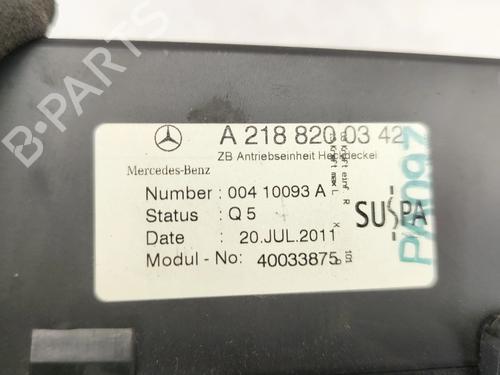 A 218 820 03 42
ZB Antriebseinheit Heckdeckel
Mercedes-Benz
Number : 004 10093 A
Status : Q 5
Date : 20.JUL.2011
Modul - No: 40033875
SUSPA
B-PARTS